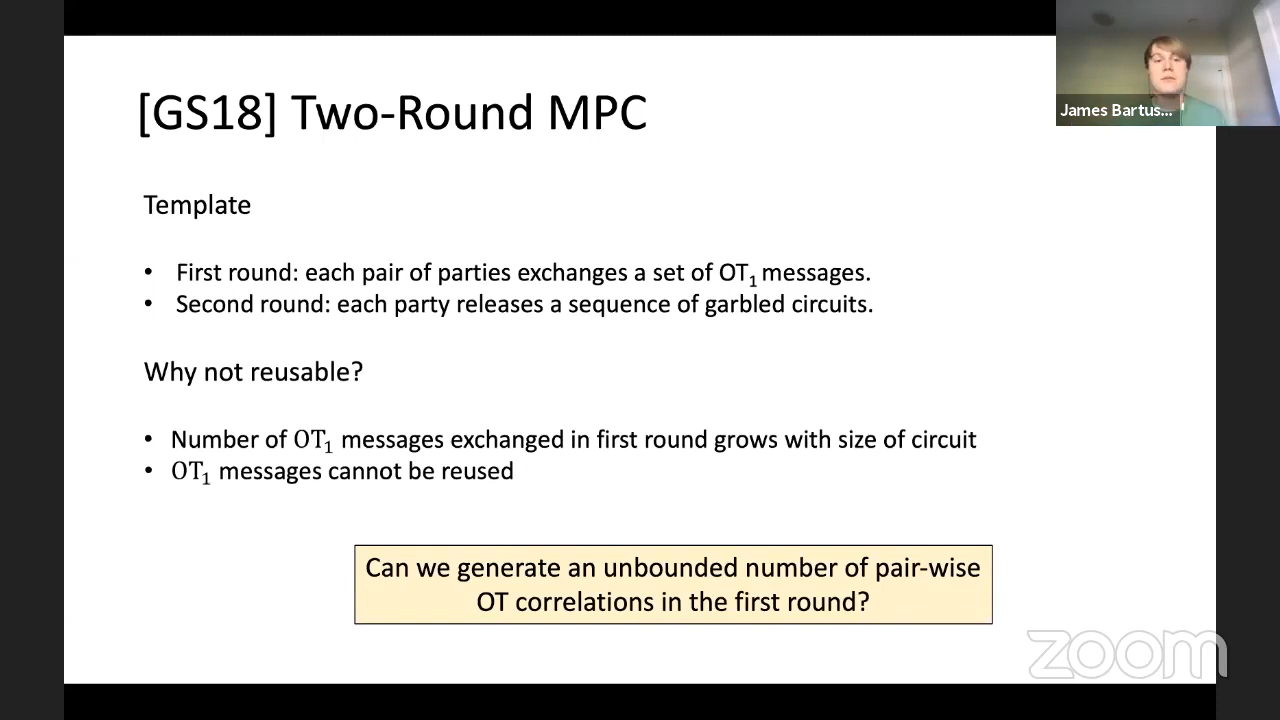 [GS18] Two-Round MPC
James Bartus...
Template
• First round: each pair of parties exchanges a set of OT₁ messages.
• Second round: each party releases a sequence of garbled circuits.
Why not reusable?
• Number of OT₁ messages exchanged in first round grows with size of circuit
• OT₁ messages cannot be reused
Can we generate an unbounded number of pair-wise
OT correlations in the first round?
zoom